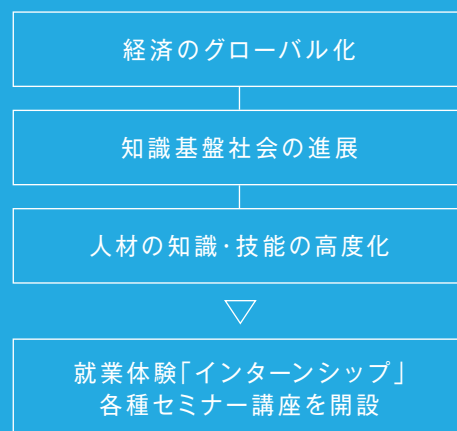 経済のグローバル化
知識基盤社会の進展
人材の知識･技能の高度化
就業体験｢インターンシップ｣
各種セミナー講座を開設